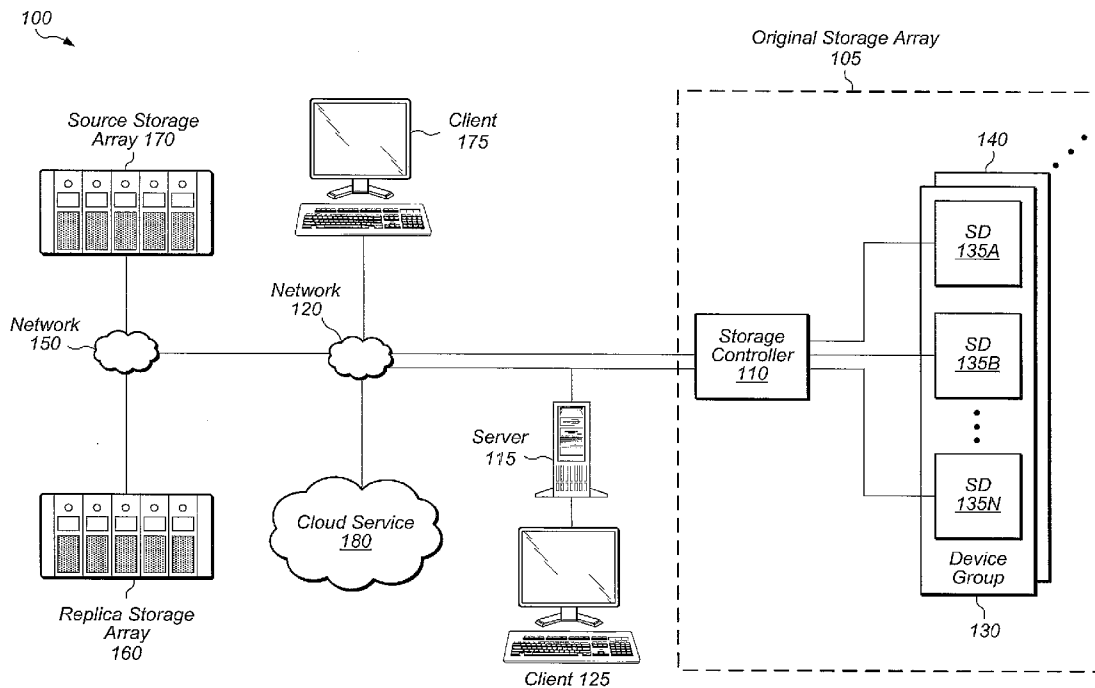 100
Original Storage Array
105
Source Storage
Array 170
Client
175
140
SD
135A
Network
120
Network
150
Storage
Controller
110
SD
135B
Server
115
SD
135N
Cloud Service
180
Device
Group
Replica Storage
Array
160
130
Client 125